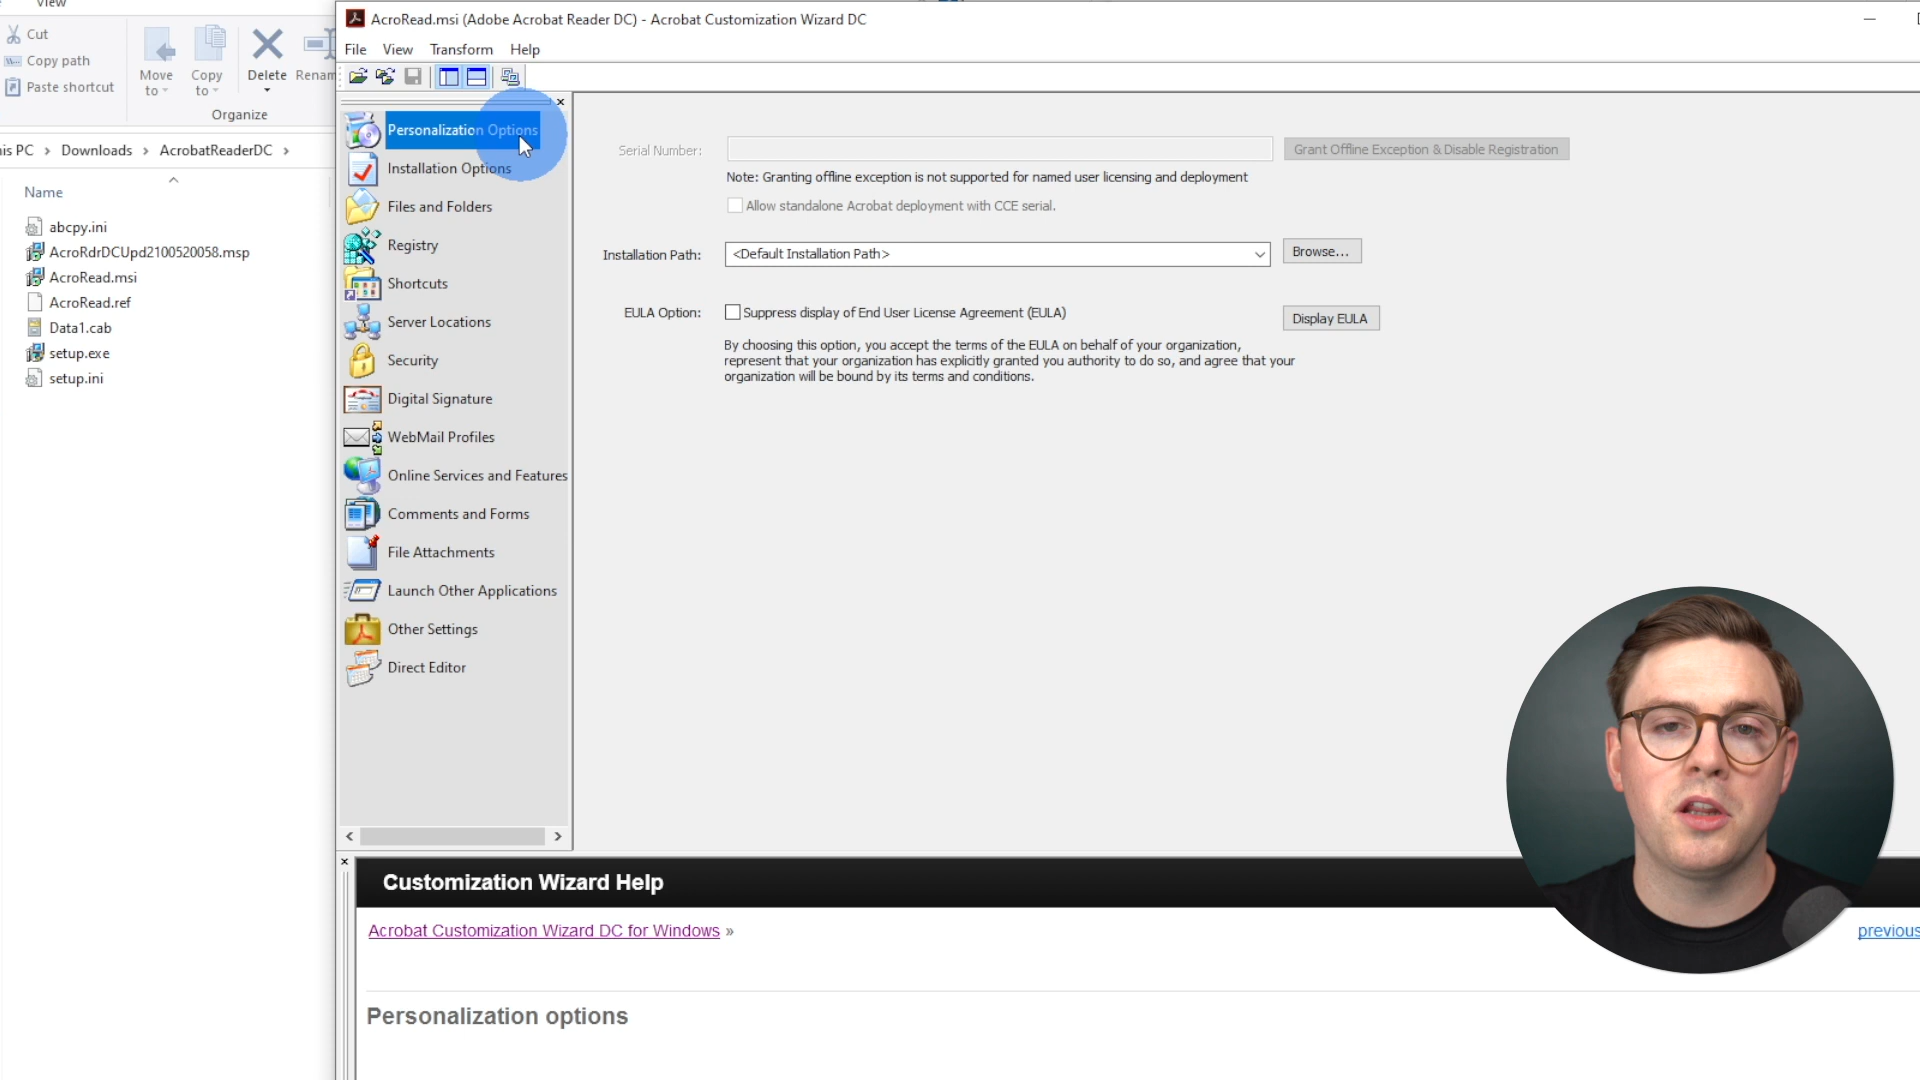 View
AcroRead.msi (Adobe Acrobat Reader DC) - Acrobat Customization Wizard DC
File View Transform Help
Cut
Copy path
Paste shortcut
Move to
Copy to
Delete
Organize
his PC > Downloads > AcrobatReaderDC >
Name
abcpy.ini
AcroRdrDCUpd2100520058.msp
AcroRead.msi
AcroRead.ref
Data1.cab
setup.exe
setup.ini
Personalization Options
Installation Options
Files and Folders
Registry
Shortcuts
Server Locations
Security
Digital Signature
WebMail Profiles
Online Services and Features
Comments and Forms
File Attachments
Launch Other Applications
Other Settings
Direct Editor
Serial Number:
Grant Offline Exception & Disable Registration
Note: Granting offline exception is not supported for named user licensing and deployment
Allow standalone Acrobat deployment with CCE serial.
Installation Path: <Default Installation Path> Browse...
EULA Option: Suppress display of End User License Agreement (EULA) Display EULA
By choosing this option, you accept the terms of the EULA on behalf of your organization,
represent that your organization has explicitly granted you authority to do so, and agree that your
organization will be bound by its terms and conditions.
Customization Wizard Help
Acrobat Customization Wizard DC for Windows »
previous
Personalization options